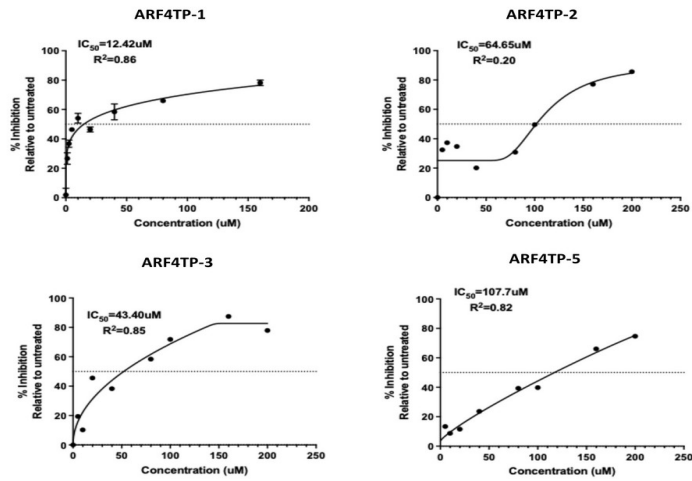 ARF4TP-1
IC50=12.42uM
R2=0.86
% Inhibition
Relative to untreated
100
80
60
40
20
0
0 50 100 150 200
Concentration (uM)
ARF4TP-2
IC50=64.65uM
R2=0.20
% Inhibition
Relative to untreated
100
80
60
40
20
0
0 50 100 150 200 250
Concentration (uM)
ARF4TP-3
IC50=43.40uM
R2=0.85
% Inhibition
Relative to untreated
100
80
60
40
20
0
0 50 100 150 200 250
Concentration (uM)
ARF4TP-5
IC50=107.7uM
R2=0.82
% Inhibition
Relative to untreated
100
80
60
40
20
0
0 50 100 150 200 250
Concentration (uM)